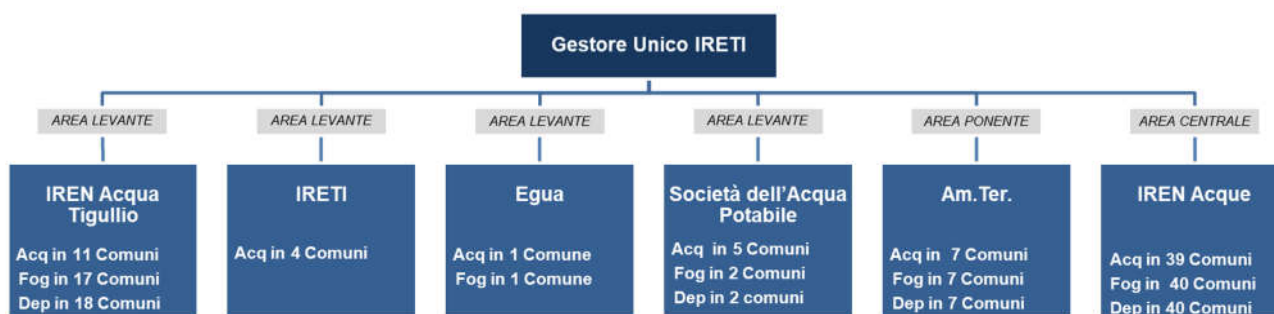 Gestore Unico IRETI
AREA LEVANTE
AREA LEVANTE
AREA LEVANTE
AREA LEVANTE
AREA PONENTE
AREA CENTRALE
IREN Acqua
Tigullio
Acq in 11 Comuni
Fog in 17 Comuni
Dep in 18 Comuni
IRETI
Acq in 4 Comuni
Egua
Acq in 1 Comune
Fog in 1 Comune
Società dell'Acqua
Potabile
Acq in 5 Comuni
Fog in 2 Comuni
Dep in 2 comuni
Am.Ter.
Acq in 7 Comuni
Fog in 7 Comuni
Dep in 7 Comuni
IREN Acque
Acq in 39 Comuni
Fog in 40 Comuni
Dep in 40 Comuni